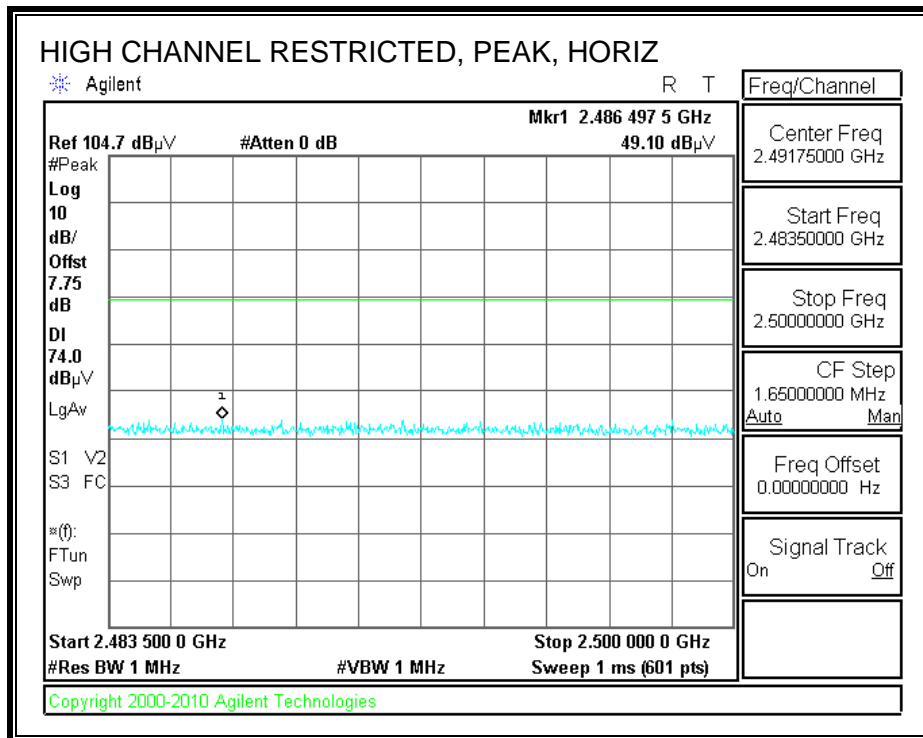 HIGH CHANNEL RESTRICTED, PEAK, HORIZ
Agilent R T
Mkr1 2.486 497 5 GHz
Ref 104.7 dBµV #Atten 0 dB 49.10 dBµV
#Peak
Log
10
dB/
Offst
7.75
dB
DI
74.0
dBµV
LgAv
1
S1 V2
S3 FC
¤(f):
FTun
Swp
Start 2.483 500 0 GHz Stop 2.500 000 0 GHz
#Res BW 1 MHz #VBW 1 MHz Sweep 1 ms (601 pts)
Freq/Channel
Center Freq
2.49175000 GHz
Start Freq
2.48350000 GHz
Stop Freq
2.50000000 GHz
CF Step
1.65000000 MHz
Auto Man
Freq Offset
0.00000000 Hz
Signal Track
On Off
Copyright 2000-2010 Agilent Technologies